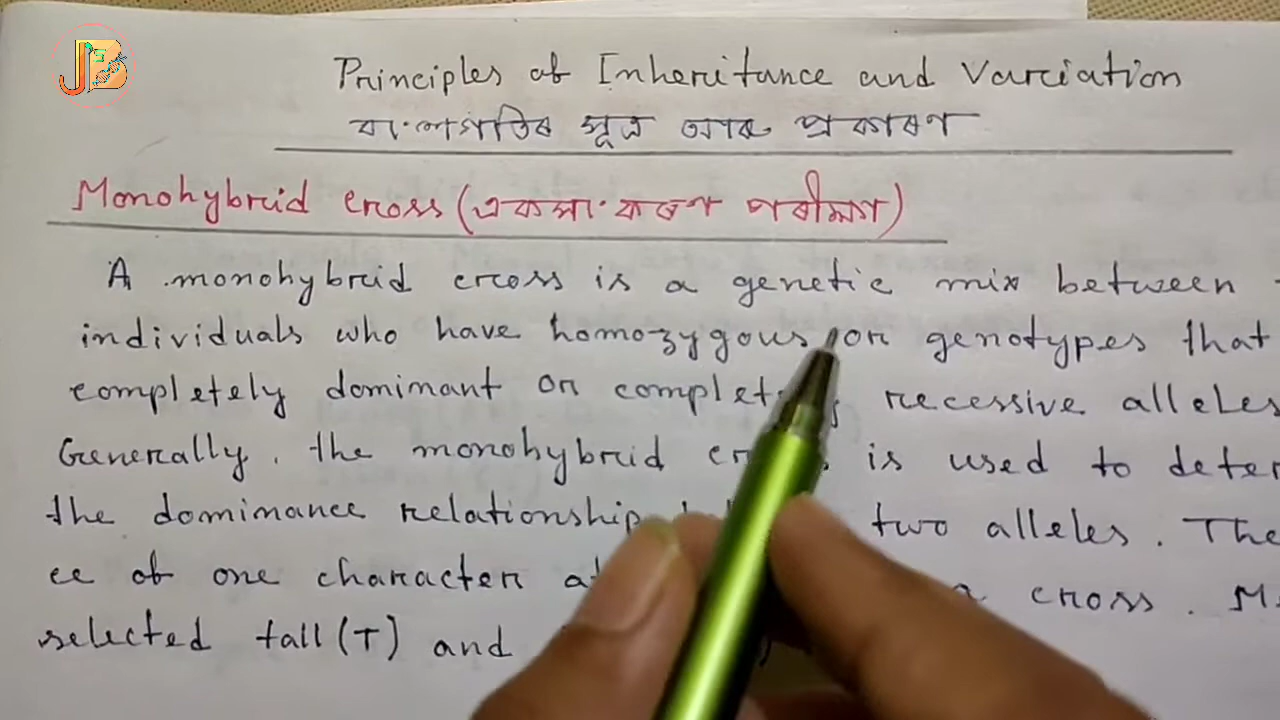 JB
Principles of Inheritance and Variation
বংশগতিৰ সূত্ৰ আৰু প্ৰকাৰণ
Monohybrid cross (একসংকৰণ পৰীক্ষা)
A monohybrid cross is a genetic mix between
individuals who have homozygous or genotypes that
completely dominant or recessive alleles
Generally, the monohybrid is used to
the dominance relationship two alleles. The
ce of one character cross.
selected tall (T) and